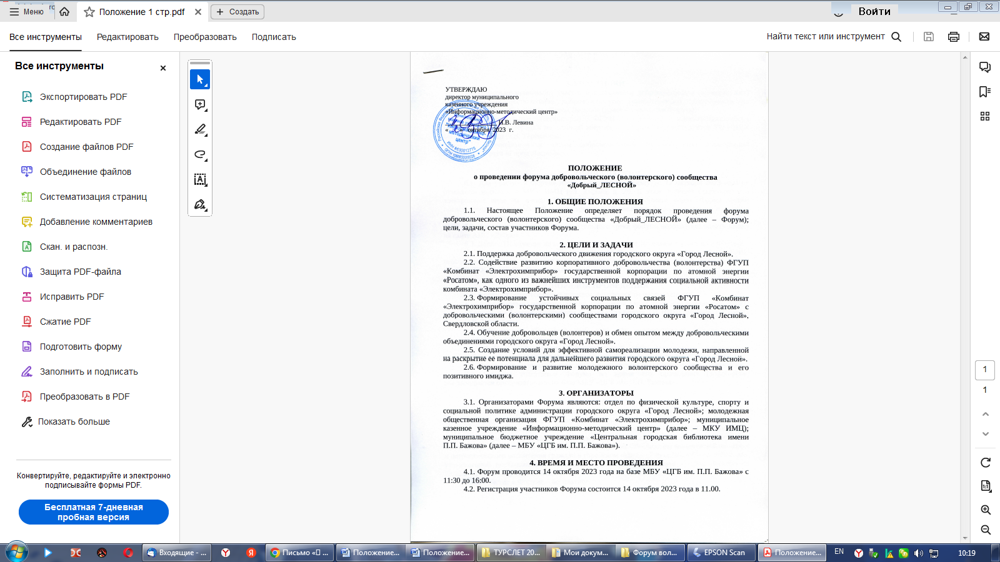 Меню
Положение 1 стр.pdf
Создать
Войти
Все инструменты
Редактировать
Преобразовать
Подписать
Найти текст или инструмент
Все инструменты
Экспортировать PDF
Редактировать PDF
Создание файлов PDF
Объединение файлов
Систематизация страниц
Добавление комментариев
Скан. и распозн.
Защита PDF-файла
Исправить PDF
Сжатие PDF
Подготовить форму
Заполнить и подписать
Преобразовать в PDF
Показать больше
Конвертируйте, редактируйте и электронно
подписывайте формы PDF.
Бесплатная 7-дневная
пробная версия
УТВЕРЖДАЮ
директор муниципального
казенного учреждения
«Информационно-методический центр»
И.В. Левина
октября 2023 г.
ПОЛОЖЕНИЕ
о проведении форума добровольческого (волонтерского) сообщества
«Добрый_ЛЕСНОЙ»
1. ОБЩИЕ ПОЛОЖЕНИЯ
1.1. Настоящее Положение определяет порядок проведения форума
добровольческого (волонтерского) сообщества «Добрый_ЛЕСНОЙ» (далее – Форум);
цели, задачи, состав участников Форума.
2. ЦЕЛИ И ЗАДАЧИ
2.1. Поддержка добровольческого движения городского округа «Город Лесной».
2.2. Содействие развитию корпоративного добровольчества (волонтерства) ФГУП
«Комбинат «Электрохимприбор» государственной корпорации по атомной энергии
«Росатом», как одного из важнейших инструментов поддержания социальной активности
комбината «Электрохимприбор».
2.3. Формирование устойчивых социальных связей ФГУП «Комбинат
«Электрохимприбор» государственной корпорации по атомной энергии «Росатом» с
добровольческими (волонтерскими) сообществами городского округа «Город Лесной»,
Свердловской области.
2.4. Обучение добровольцев (волонтеров) и обмен опытом между добровольческими
объединениями городского округа «Город Лесной».
2.5. Создание условий для эффективной самореализации молодежи, направленной
на раскрытие ее потенциала для дальнейшего развития городского округа «Город Лесной».
2.6. Формирование и развитие молодежного волонтерского сообщества и его
позитивного имиджа.
3. ОРГАНИЗАТОРЫ
3.1. Организаторами Форума являются: отдел по физической культуре, спорту и
социальной политике администрации городского округа «Город Лесной»; молодежная
общественная организация ФГУП «Комбинат «Электрохимприбор»; муниципальное
казенное учреждение «Информационно-методический центр» (далее – МКУ ИМЦ);
муниципальное бюджетное учреждение «Центральная городская библиотека имени
П.П. Бажова» (далее – МБУ «ЦГБ им. П.П. Бажова»).
4. ВРЕМЯ И МЕСТО ПРОВЕДЕНИЯ
4.1. Форум проводится 14 октября 2023 года на базе МБУ «ЦГБ им. П.П. Бажова» с
11:30 до 16:00.
4.2. Регистрация участников Форума состоится 14 октября 2023 года в 11.00.
1
1
Входящие - ...
Письмо «
Положение...
Положение...
ТУРСЛЕТ 20...
Мои докум...
Форум вол...
EPSON Scan
Положение...
EN
10:19